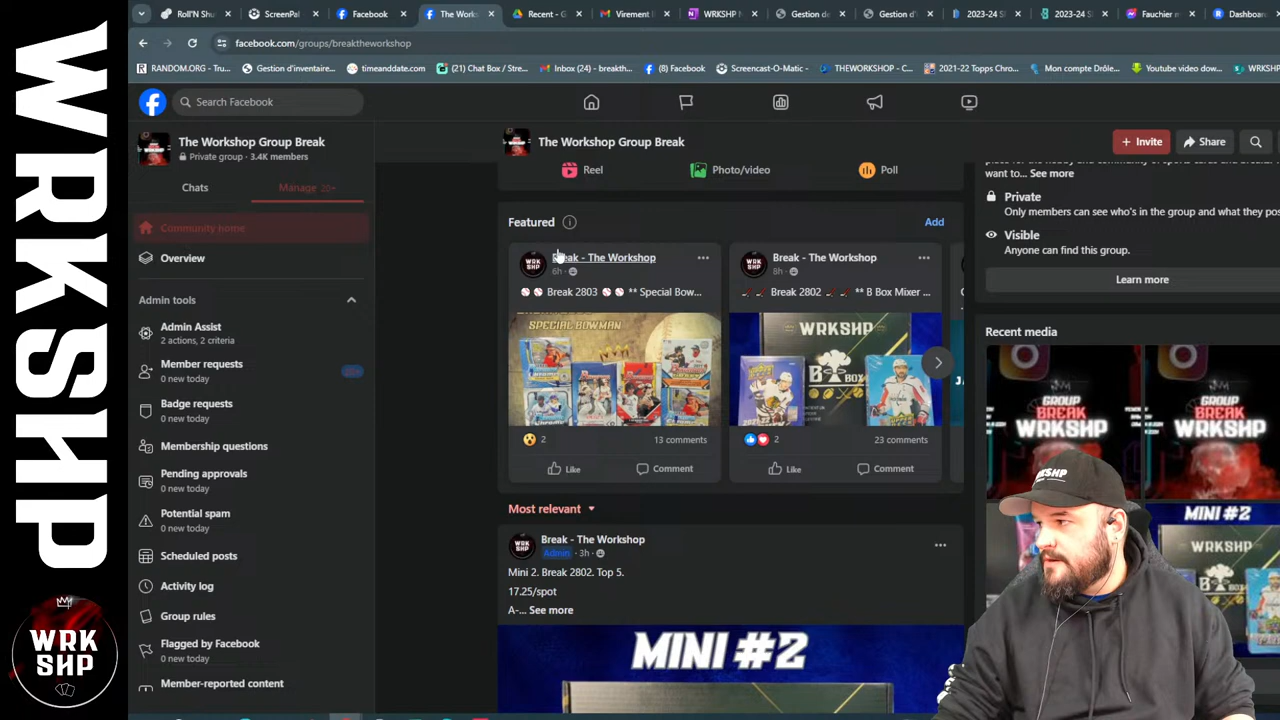 WRKSHP
WRK
SHP
Roll'N Shu
ScreenPal
Facebook
The Works
Recent - G
Virement I
WRKSHP N
Gestion de
Gestion d'i
2023-24 S
2023-24 S
Fauchier n
Dashboar
facebook.com/groups/breaktheworkshop
RANDOM.ORG - Tru...
Gestion d'inventaire...
timeanddate.com
(21) Chat Box / Stre...
Inbox (24) - breakth...
(8) Facebook
Screencast-O-Matic -
THEWORKSHOP - C...
2021-22 Topps Chro...
Mon compte Drôle...
Youtube video dow...
WRKSHP
Search Facebook
The Workshop Group Break
Private group · 3.4K members
Chats
Manage 20+
Community home
Overview
Admin tools
Admin Assist
2 actions, 2 criteria
Member requests
0 new today
Badge requests
0 new today
Membership questions
Pending approvals
0 new today
Potential spam
0 new today
Scheduled posts
Activity log
Group rules
Flagged by Facebook
0 new today
Member-reported content
The Workshop Group Break
Invite
Share
Reel
Photo/video
Poll
Featured
Add
Break - The Workshop
6h
Break 2803 ** Special Bow...
SPECIAL BOWMAN
2
13 comments
Like
Comment
Break - The Workshop
8h
Break 2802 ** B Box Mixer ...
WRKSHP
2
23 comments
Like
Comment
Most relevant
Break - The Workshop
Admin · 3h
Mini 2. Break 2802. Top 5.
17.25/spot
A-... See more
MINI #2
want to... See more
Private
Only members can see who's in the group and what they pos
Visible
Anyone can find this group.
Learn more
Recent media
GROUP
BREAK
WRKSHP
GROUP
BREAK
WRKSHP
MINI #2
WRKSHP
WRKSHP